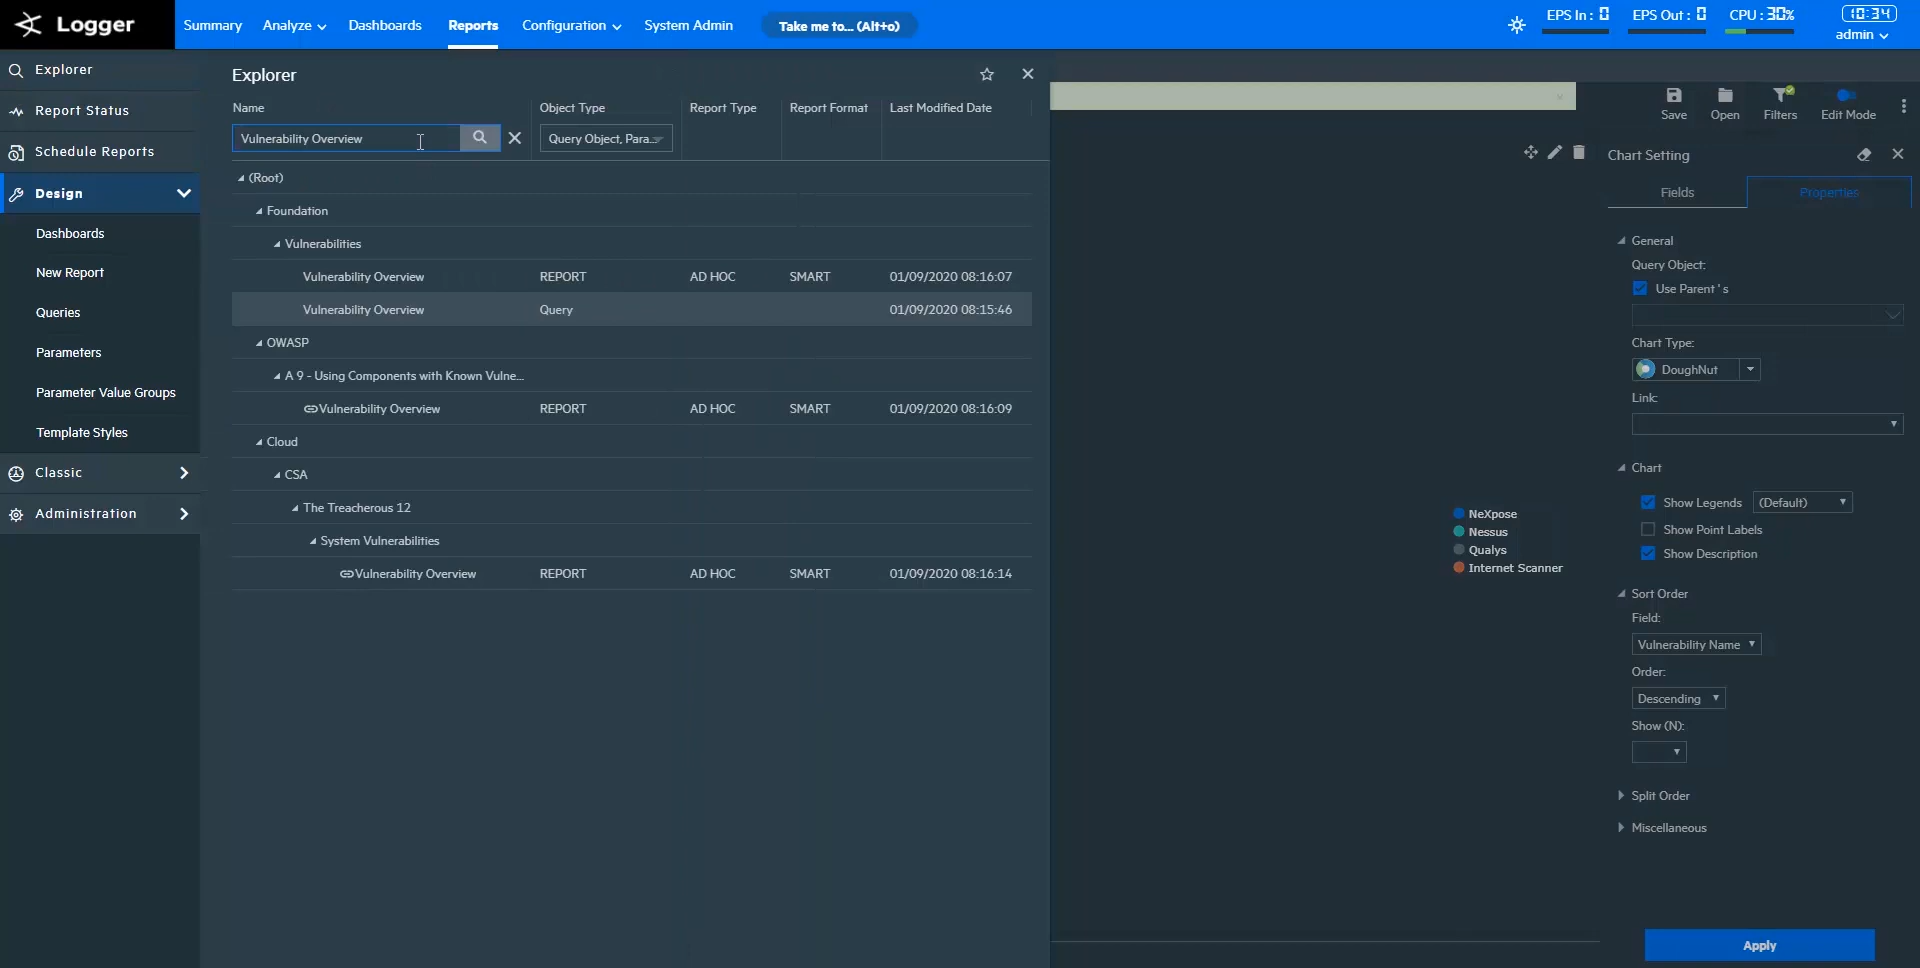 Logger
Summary Analyze Dashboards Reports Configuration System Admin Take me to... (Alt+o) EPS In : 0 EPS Out : 0 CPU : 30% 10:34
admin
Explorer
Report Status
Schedule Reports
Design
Dashboards
New Report
Queries
Parameters
Parameter Value Groups
Template Styles
Classic
Administration
Explorer
Name Object Type Report Type Report Format Last Modified Date
Vulnerability Overview Query Object, Para...
(Root)
Foundation
Vulnerabilities
Vulnerability Overview REPORT AD HOC SMART 01/09/2020 08:16:07
Vulnerability Overview Query 01/09/2020 08:15:46
OWASP
A 9 - Using Components with Known Vulne...
Vulnerability Overview REPORT AD HOC SMART 01/09/2020 08:16:09
Cloud
CSA
The Treacherous 12
System Vulnerabilities
Vulnerability Overview REPORT AD HOC SMART 01/09/2020 08:16:14
NeXpose
Nessus
Qualys
Internet Scanner
Save Open Filters Edit Mode
Chart Setting
Fields Properties
General
Query Object:
Use Parent ' s
Chart Type:
DoughNut
Link:
Chart
Show Legends (Default)
Show Point Labels
Show Description
Sort Order
Field:
Vulnerability Name
Order:
Descending
Show (N):
Split Order
Miscellaneous
Apply